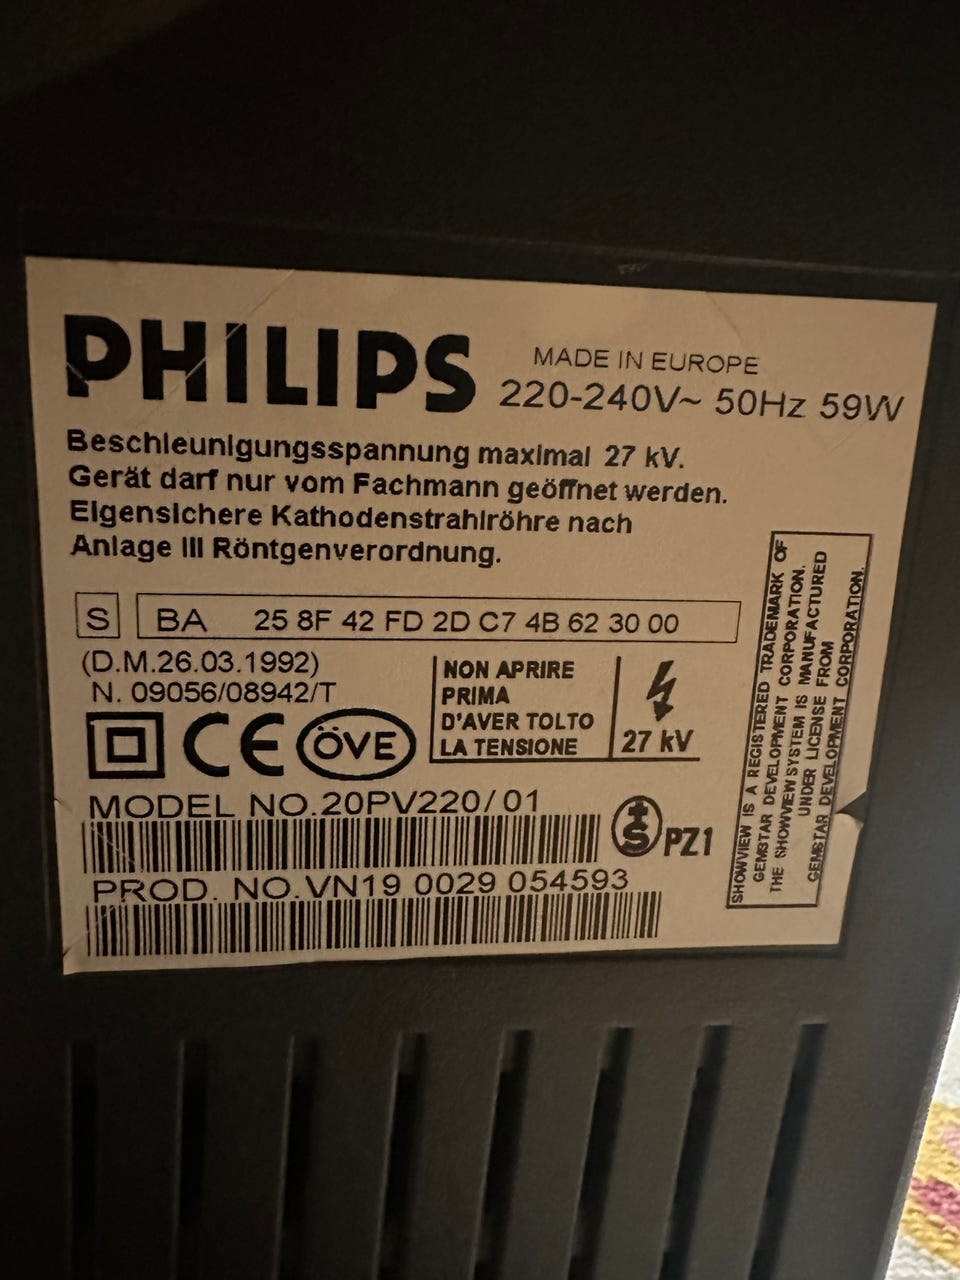 PHILIPS
MADE IN EUROPE
220-240V~ 50Hz 59W
Beschleunigungsspannung maximal 27 kV.
Gerät darf nur vom Fachmann geöffnet werden.
Eigensichere Kathodenstrahlröhre nach
Anlage III Röntgenverordnung.
S BA 25 8F 42 FD 2D C7 4B 62 30 00
(D.M.26.03.1992)
N. 09056/08942/T
NON APRIRE
PRIMA
D'AVER TOLTO
LA TENSIONE
27 kV
CE ÖVE
MODEL NO.20PV220/01
S PZ1
PROD. NO.VN19 0029 054593
SHOWVIEW IS A REGISTERED TRADEMARK OF
GEMSTAR DEVELOPMENT CORPORATION.
THE SHOWVIEW SYSTEM IS MANUFACTURED
UNDER LICENSE FROM
GEMSTAR DEVELOPMENT CORPORATION.